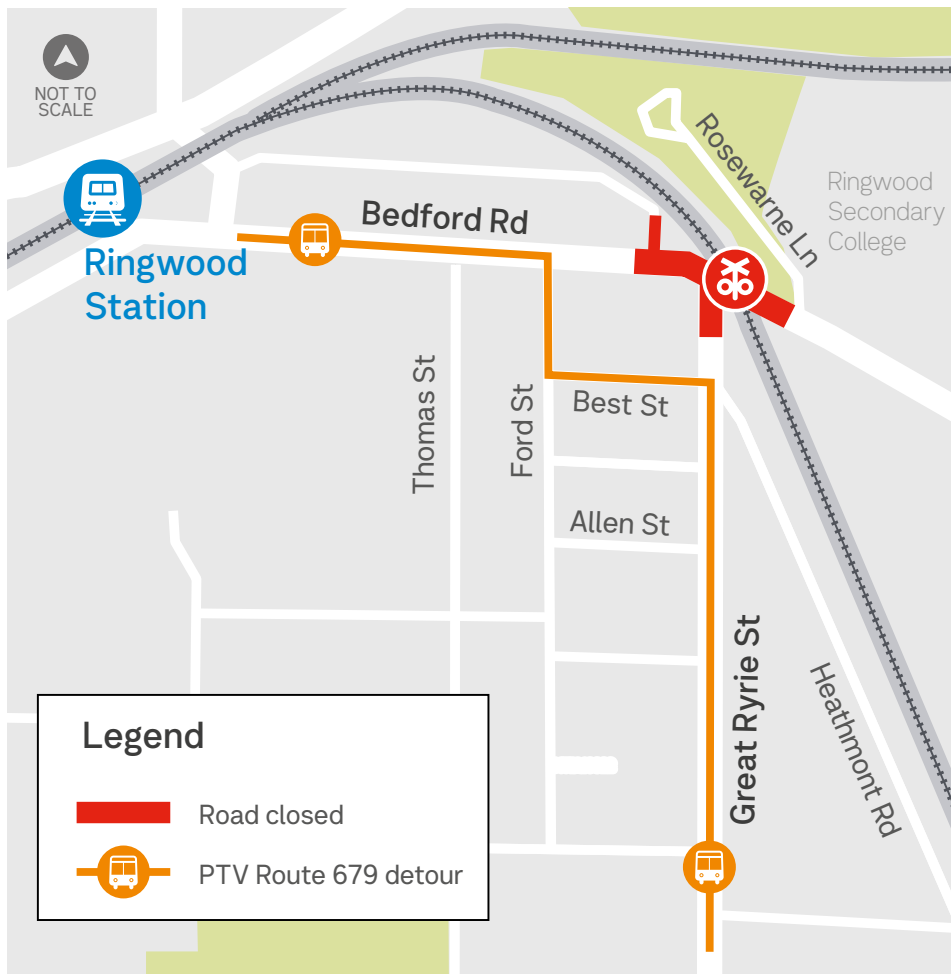 NOT TO
SCALE
Rosewarne Ln
Ringwood
Secondary
College
Bedford Rd
Ringwood
Station
Thomas St
Ford St
Best St
Allen St
Great Ryrie St
Heathmont Rd
Legend
Road closed
PTV Route 679 detour